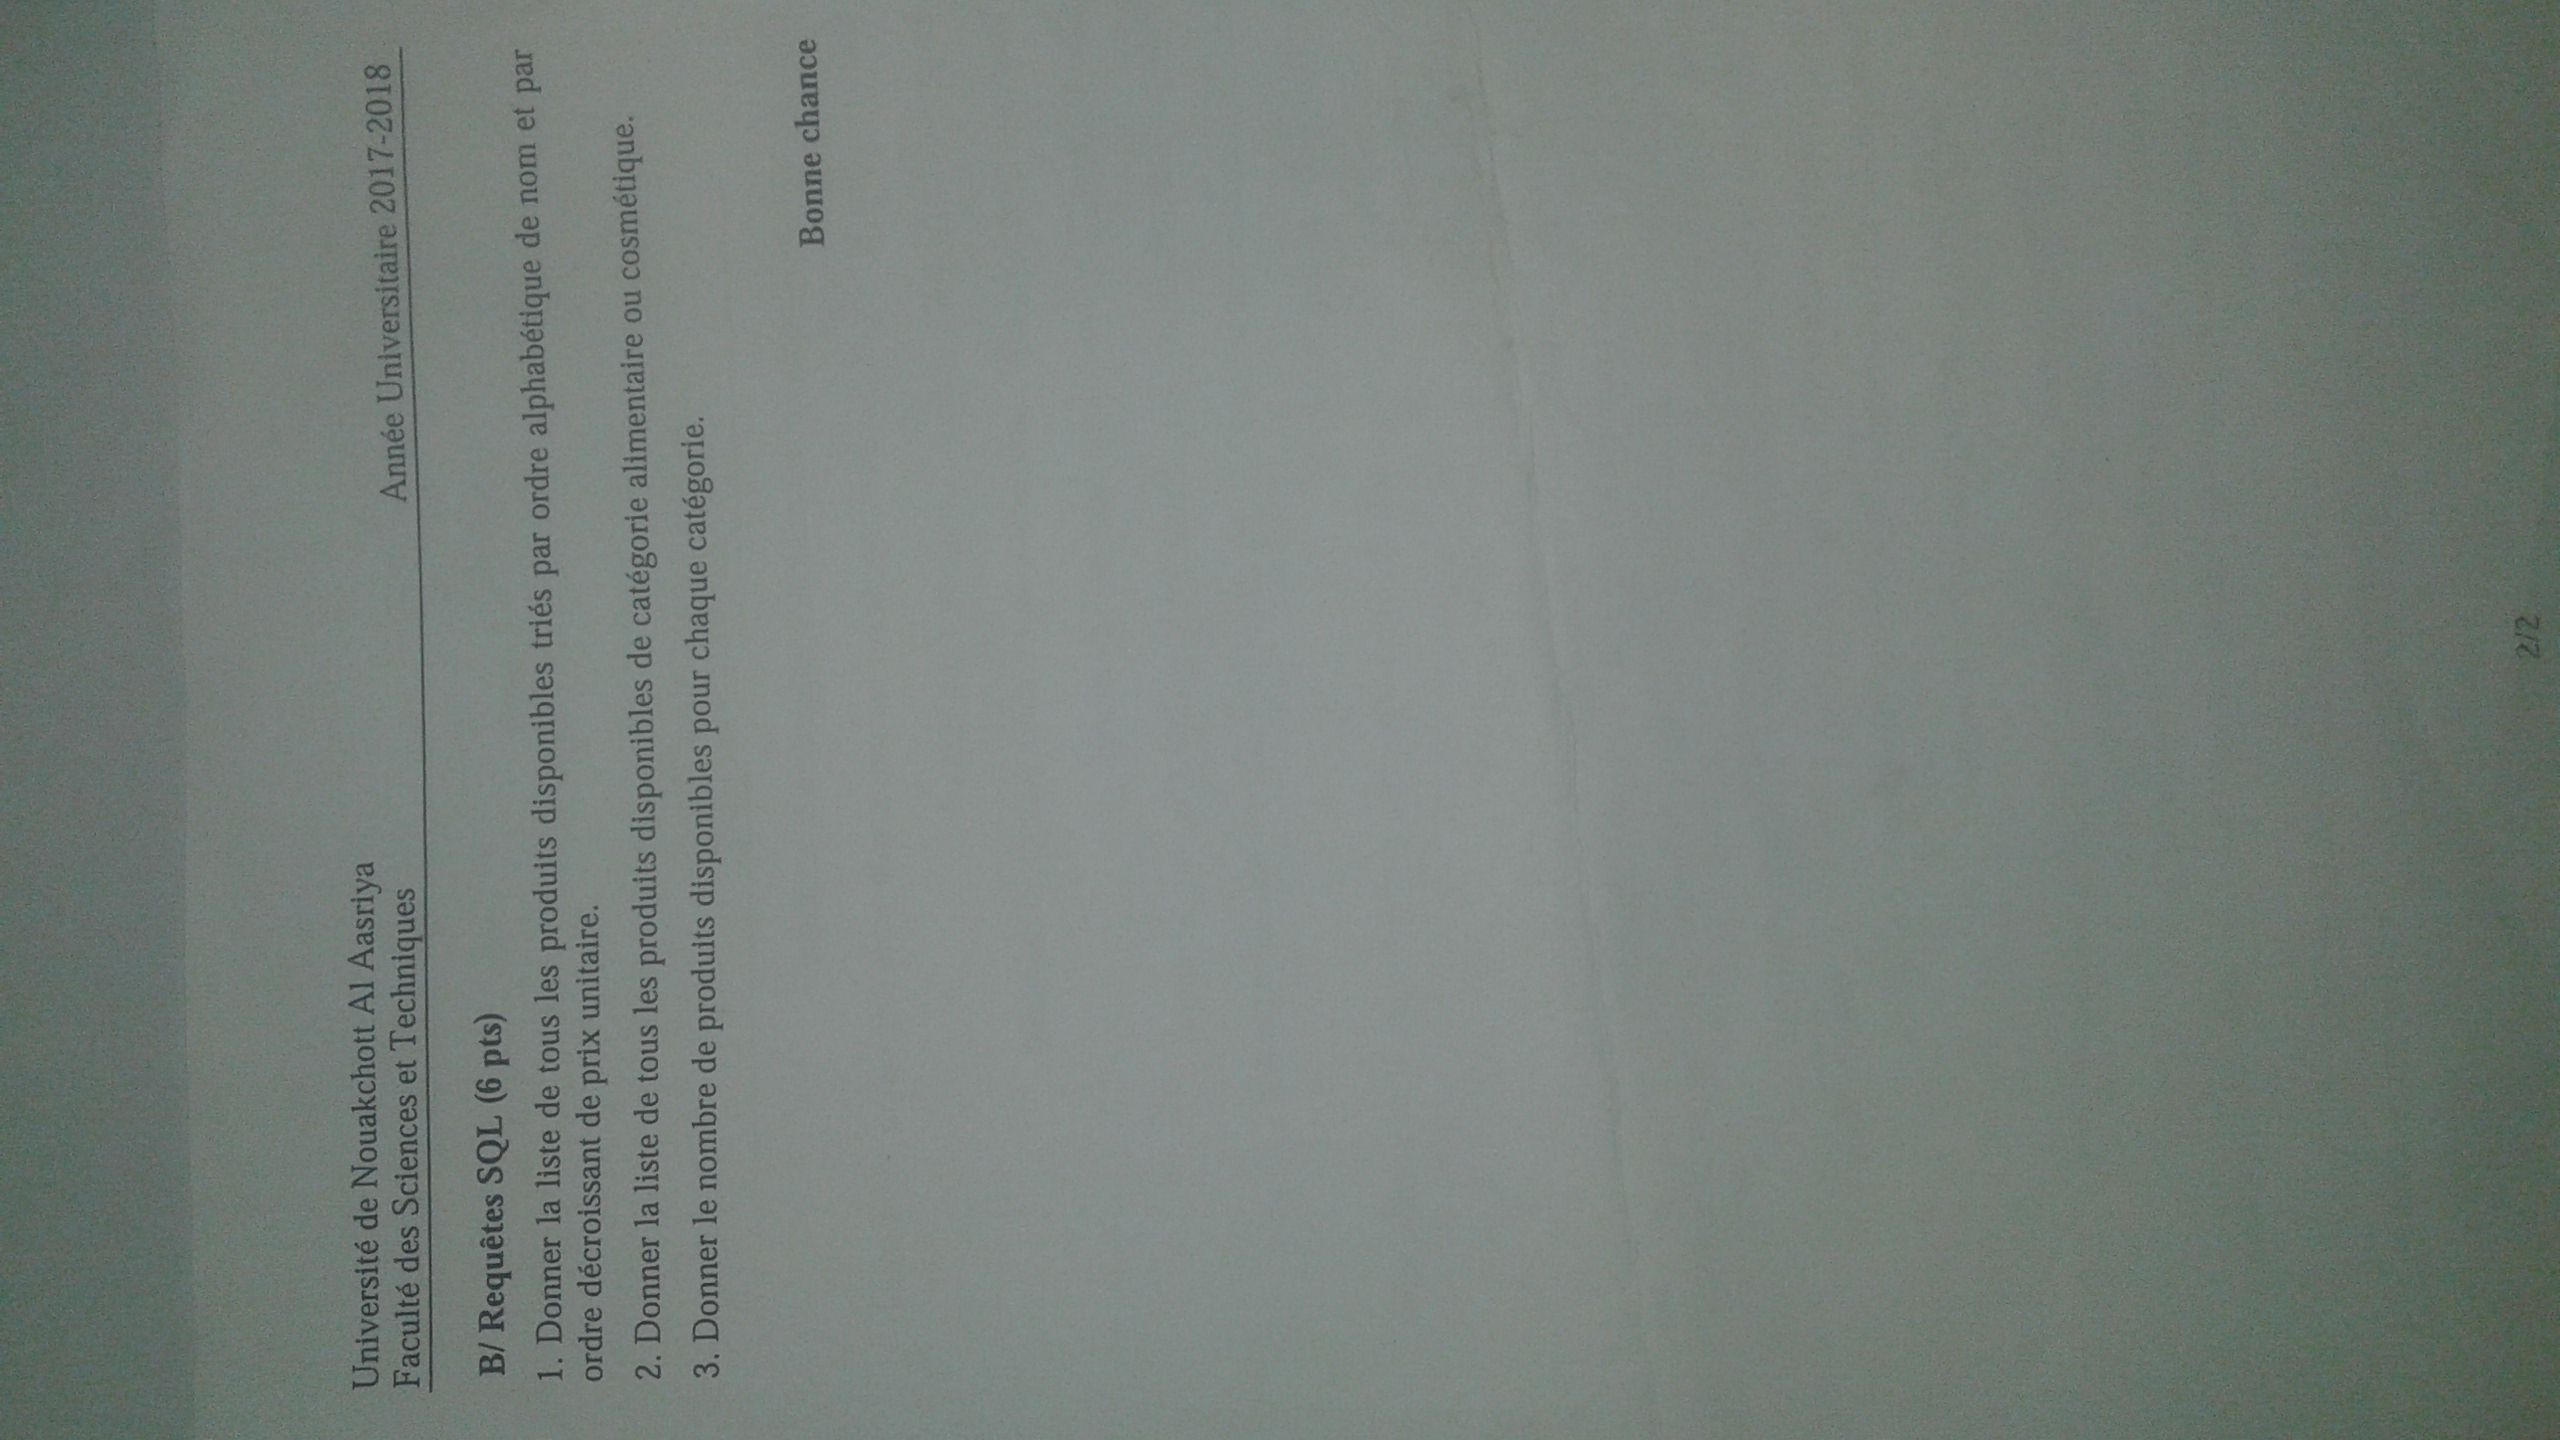 Université de Nouakchott Al Aasriya
Faculté des Sciences et Techniques
Année Universitaire 2017-2018
B/ Requêtes SQL (6 pts)
1. Donner la liste de tous les produits disponibles triés par ordre alphabétique de nom et par
ordre décroissant de prix unitaire.
2. Donner la liste de tous les produits disponibles de catégorie alimentaire ou cosmétique.
3. Donner le nombre de produits disponibles pour chaque catégorie.
Bonne chance
2/2